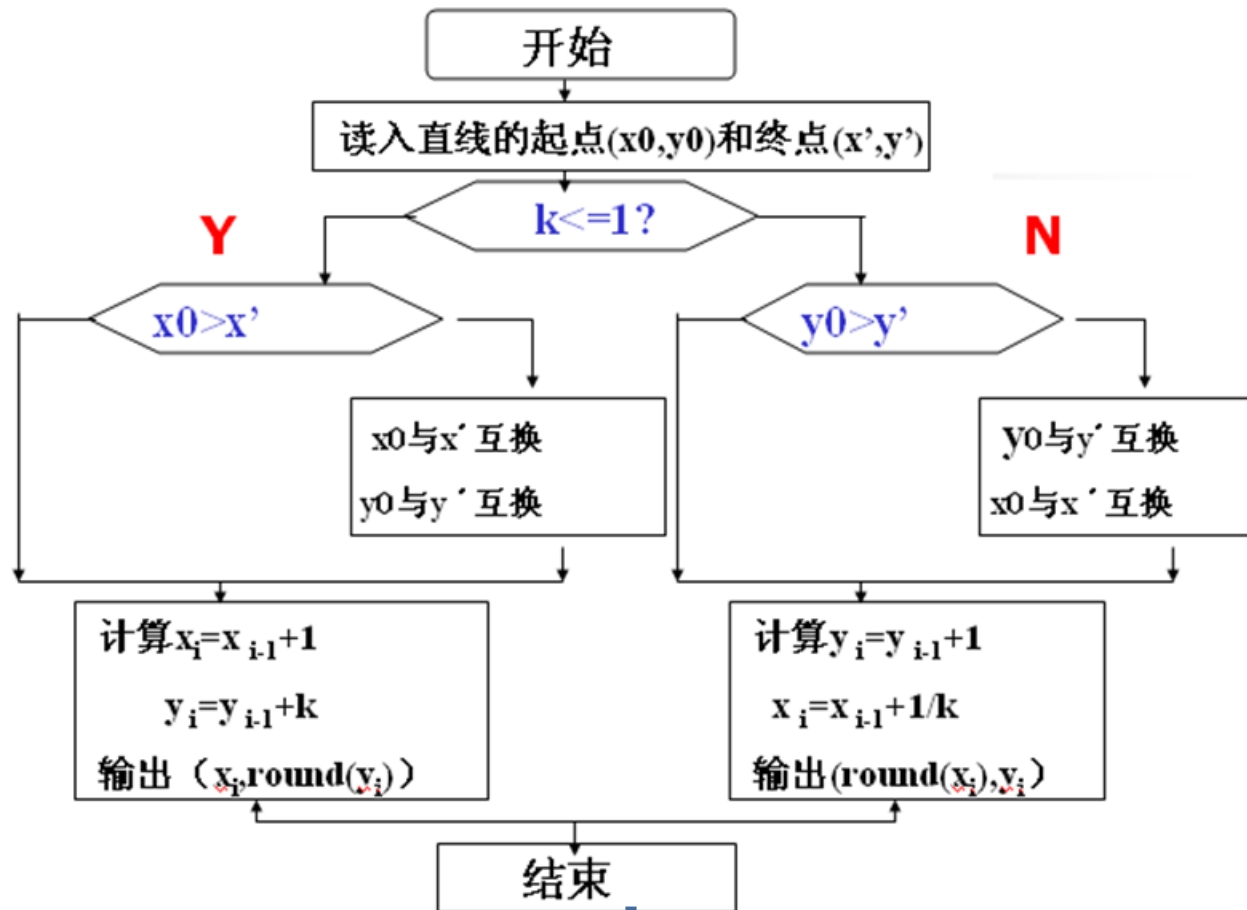 开始
读入直线的起点(x0,y0)和终点(x’,y’)
k<=1?
Y
N
x0>x’
y0>y’
x0与x´互换
y0与y´互换
y0与y´互换
x0与x´互换
计算xi=x i-1+1
yi=yi-1+k
输出（xi,round(yi)）
计算y i=y i-1+1
x i=x i-1+1/k
输出(round(xi),yi）
结束